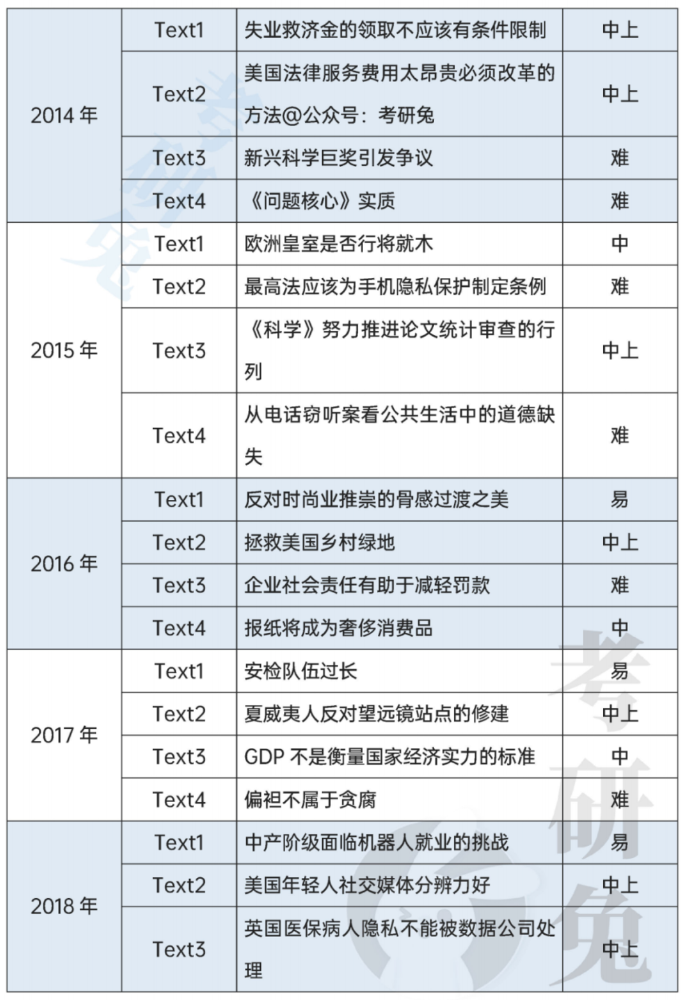 2014 年
Text1 失业救济金的领取不应该有条件限制 中上
Text2 美国法律服务费用太昂贵必须改革的 中上
方法@公众号：考研兔
Text3 新兴科学巨奖引发争议 难
Text4 《问题核心》实质 难
2015 年
Text1 欧洲皇室是否行将就木 中
Text2 最高法应该为手机隐私保护制定条例 难
Text3 《科学》努力推进论文统计审查的行 中上
列
Text4 从电话窃听案看公共生活中的道德缺 难
失
2016 年
Text1 反对时尚业推崇的骨感过渡之美 易
Text2 拯救美国乡村绿地 中上
Text3 企业社会责任有助于减轻罚款 难
Text4 报纸将成为奢侈消费品 中
2017 年
Text1 安检队伍过长 易
Text2 夏威夷人反对望远镜站点的修建 中上
Text3 GDP 不是衡量国家经济实力的标准 中
Text4 偏袒不属于贪腐 难
2018 年
Text1 中产阶级面临机器人就业的挑战 易
Text2 美国年轻人社交媒体分辨力好 中上
Text3 英国医保病人隐私不能被数据公司处 中上
理
考研兔
考研兔